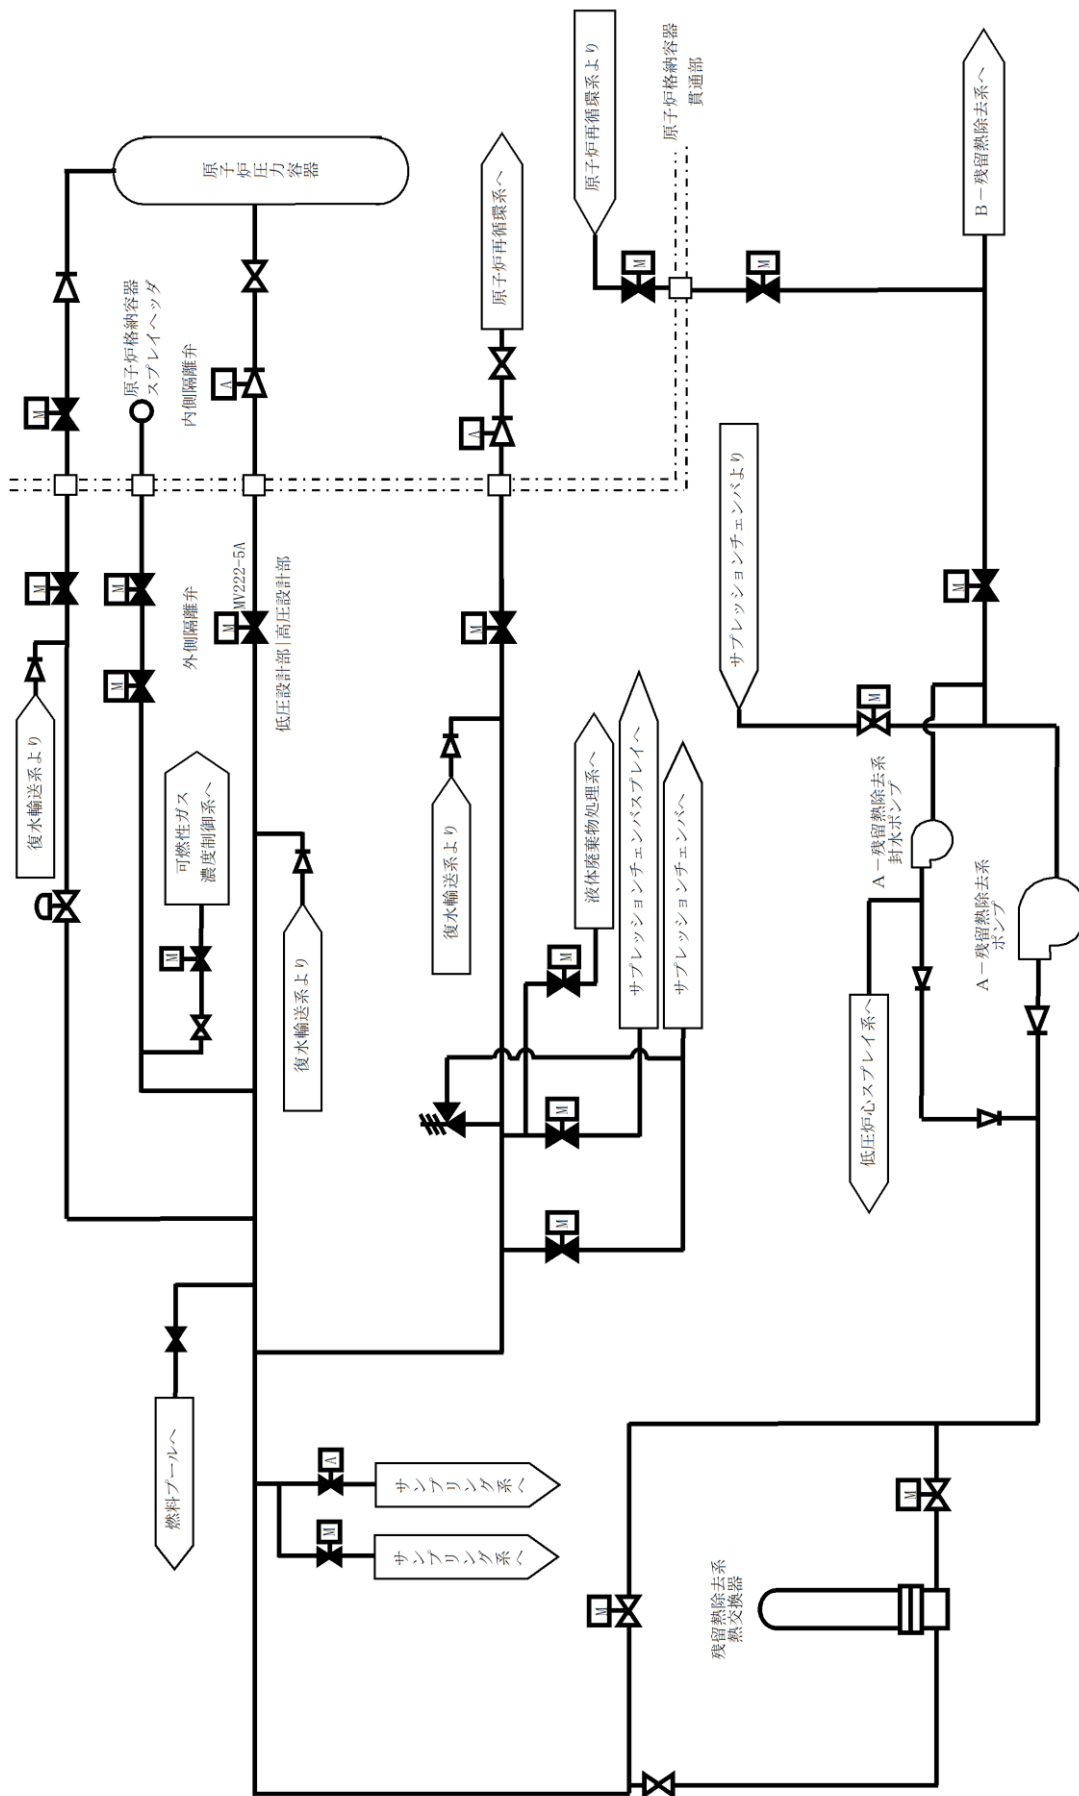 原子炉圧力容器
原子炉格納容器
スプレイヘッダ
内側隔離弁
原子炉再循環系へ
原子炉再循環系より
原子炉格納容器
貫通部
B－残留熱除去系へ
M
M
A
A
M
M
M
M
M
MV222-5A
外側隔離弁
低圧設計部|高圧設計部
M
M
M
復水輸送系より
可燃性ガス
濃度制御系へ
M
復水輸送系より
復水輸送系より
液体廃棄物処理系へ
サプレッションチェンバスプレイへ
サプレッションチェンバへ
サプレッションチェンバより
M
M
M
M
M
A－残留熱除去系
封水ポンプ
A－残留熱除去系
ポンプ
低圧炉心スプレイ系へ
燃料プールへ
A
M
サンプリング系へ
サンプリング系へ
M
M
残留熱除去系
熱交換器